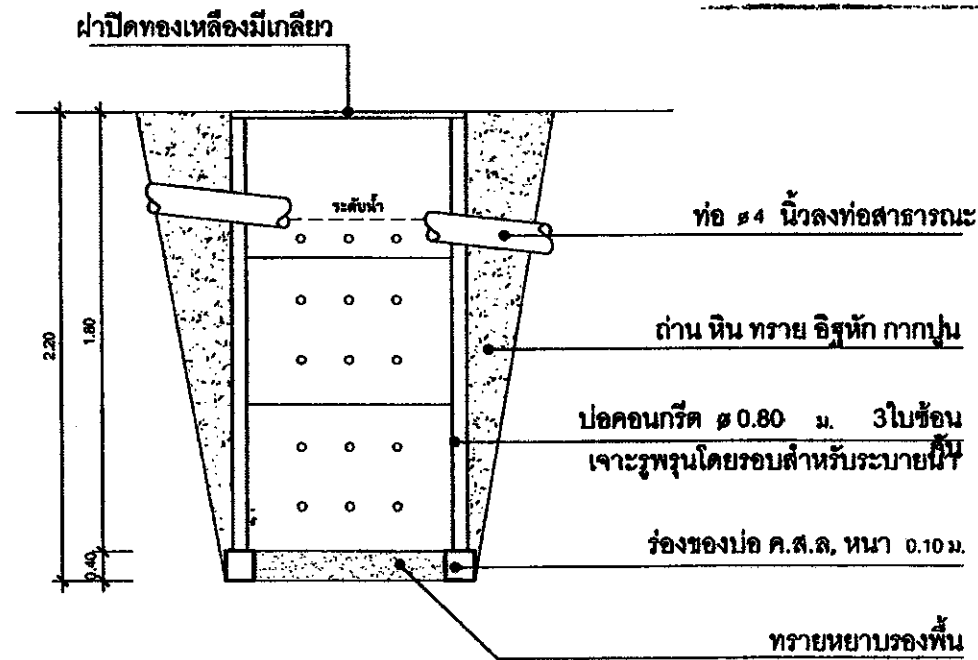 ฝาปิดทองเหลืองมีเกลียว
ระดับน้ำ
ท่อ ø4 นิ้วลงท่อสาธารณะ
2.20
1.80
0.40
ถ่าน หิน ทราย อิฐหัก กากปูน
บ่อคอนกรีต ø 0.80 ม. 3ใบซ้อน
กัน
เจาะรูพรุนโดยรอบสำหรับระบายน้ำ
ร่องของบ่อ ค.ส.ล, หนา 0.10 ม.
ทรายหยาบรองพื้น